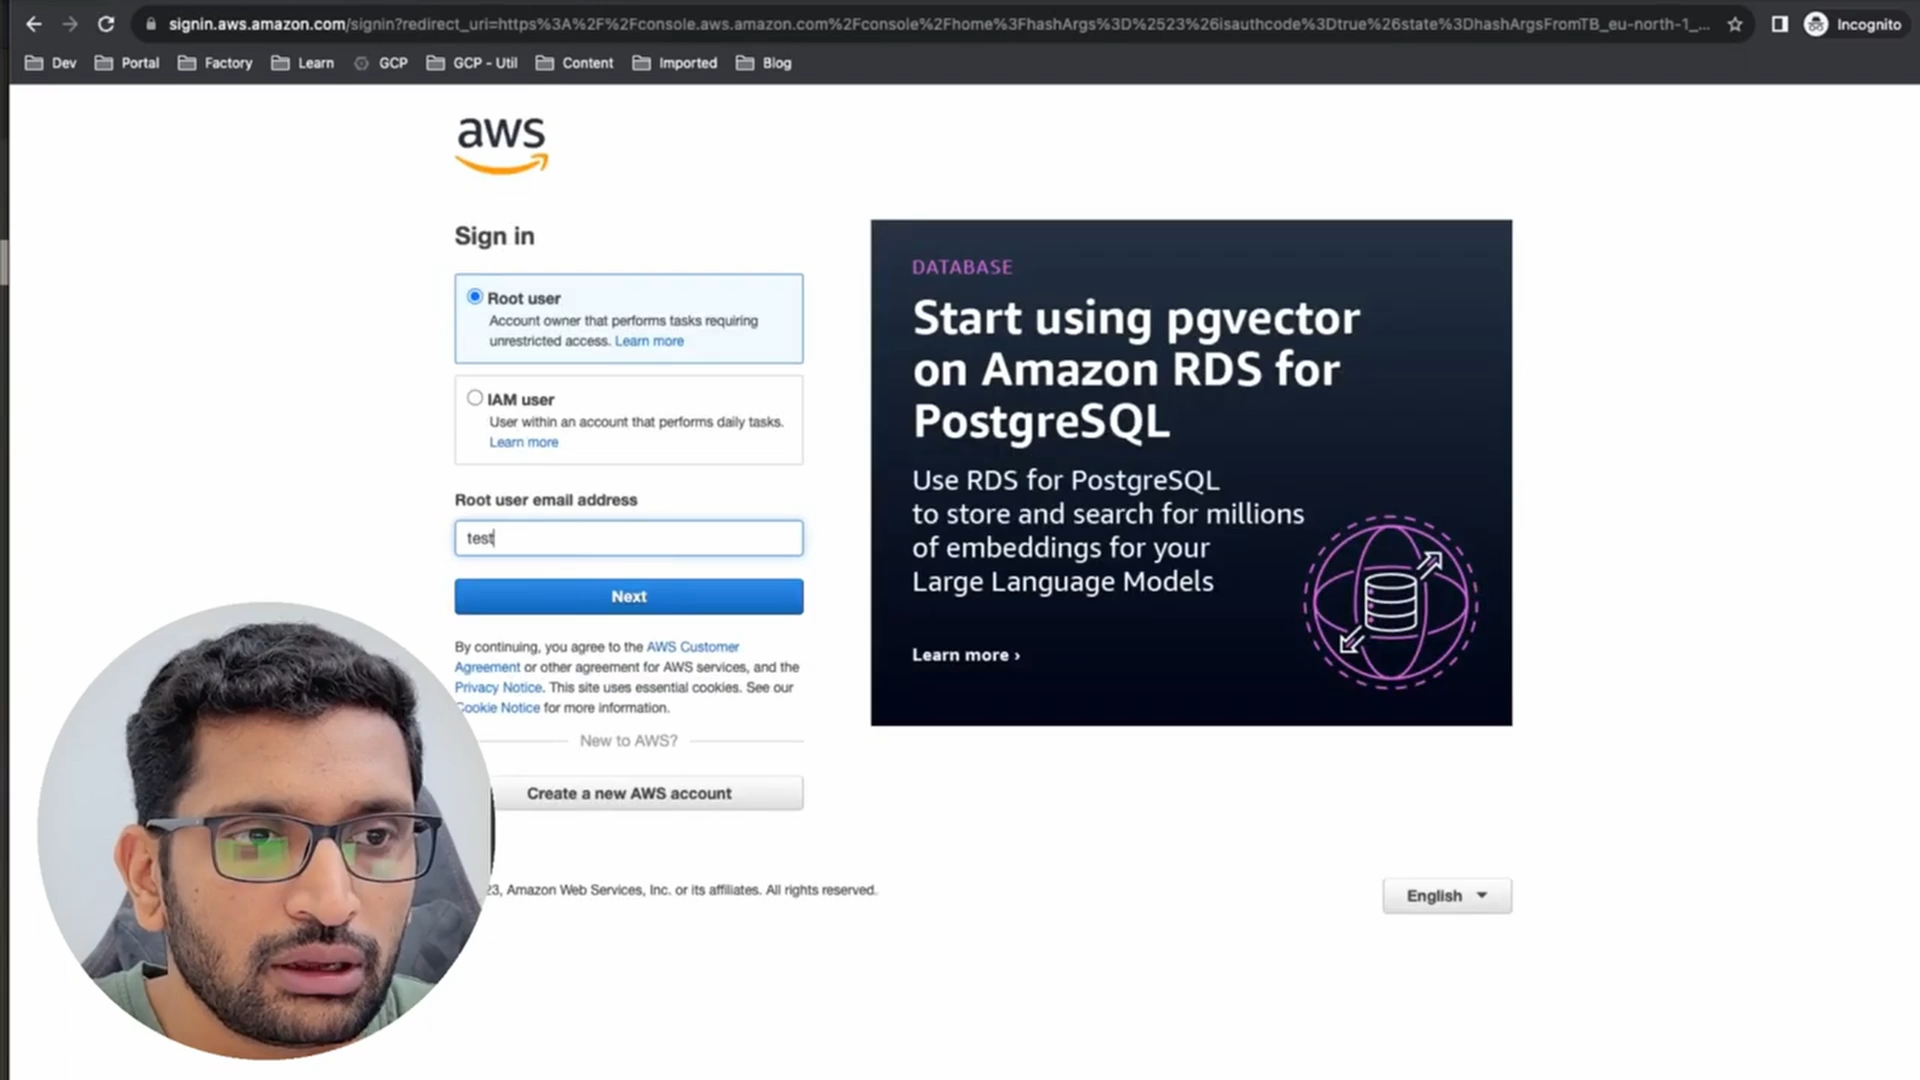 signin.aws.amazon.com/signin?redirect_uri=https%3A%2F%2Fconsole.aws.amazon.com%2Fconsole%2Fhome%3FhashArgs%3D%2523%26isauthcode%3Dtrue%26state%3DhashArgsFromTB_eu-north-1_...
Incognito
Dev
Portal
Factory
Learn
GCP
GCP - Util
Content
Imported
Blog
aws
Sign in
Root user
Account owner that performs tasks requiring
unrestricted access. Learn more
IAM user
User within an account that performs daily tasks.
Learn more
Root user email address
test
Next
By continuing, you agree to the AWS Customer
Agreement or other agreement for AWS services, and the
Privacy Notice. This site uses essential cookies. See our
Cookie Notice for more information.
New to AWS?
Create a new AWS account
DATABASE
Start using pgvector
on Amazon RDS for
PostgreSQL
Use RDS for PostgreSQL
to store and search for millions
of embeddings for your
Large Language Models
Learn more ›
23, Amazon Web Services, Inc. or its affiliates. All rights reserved.
English